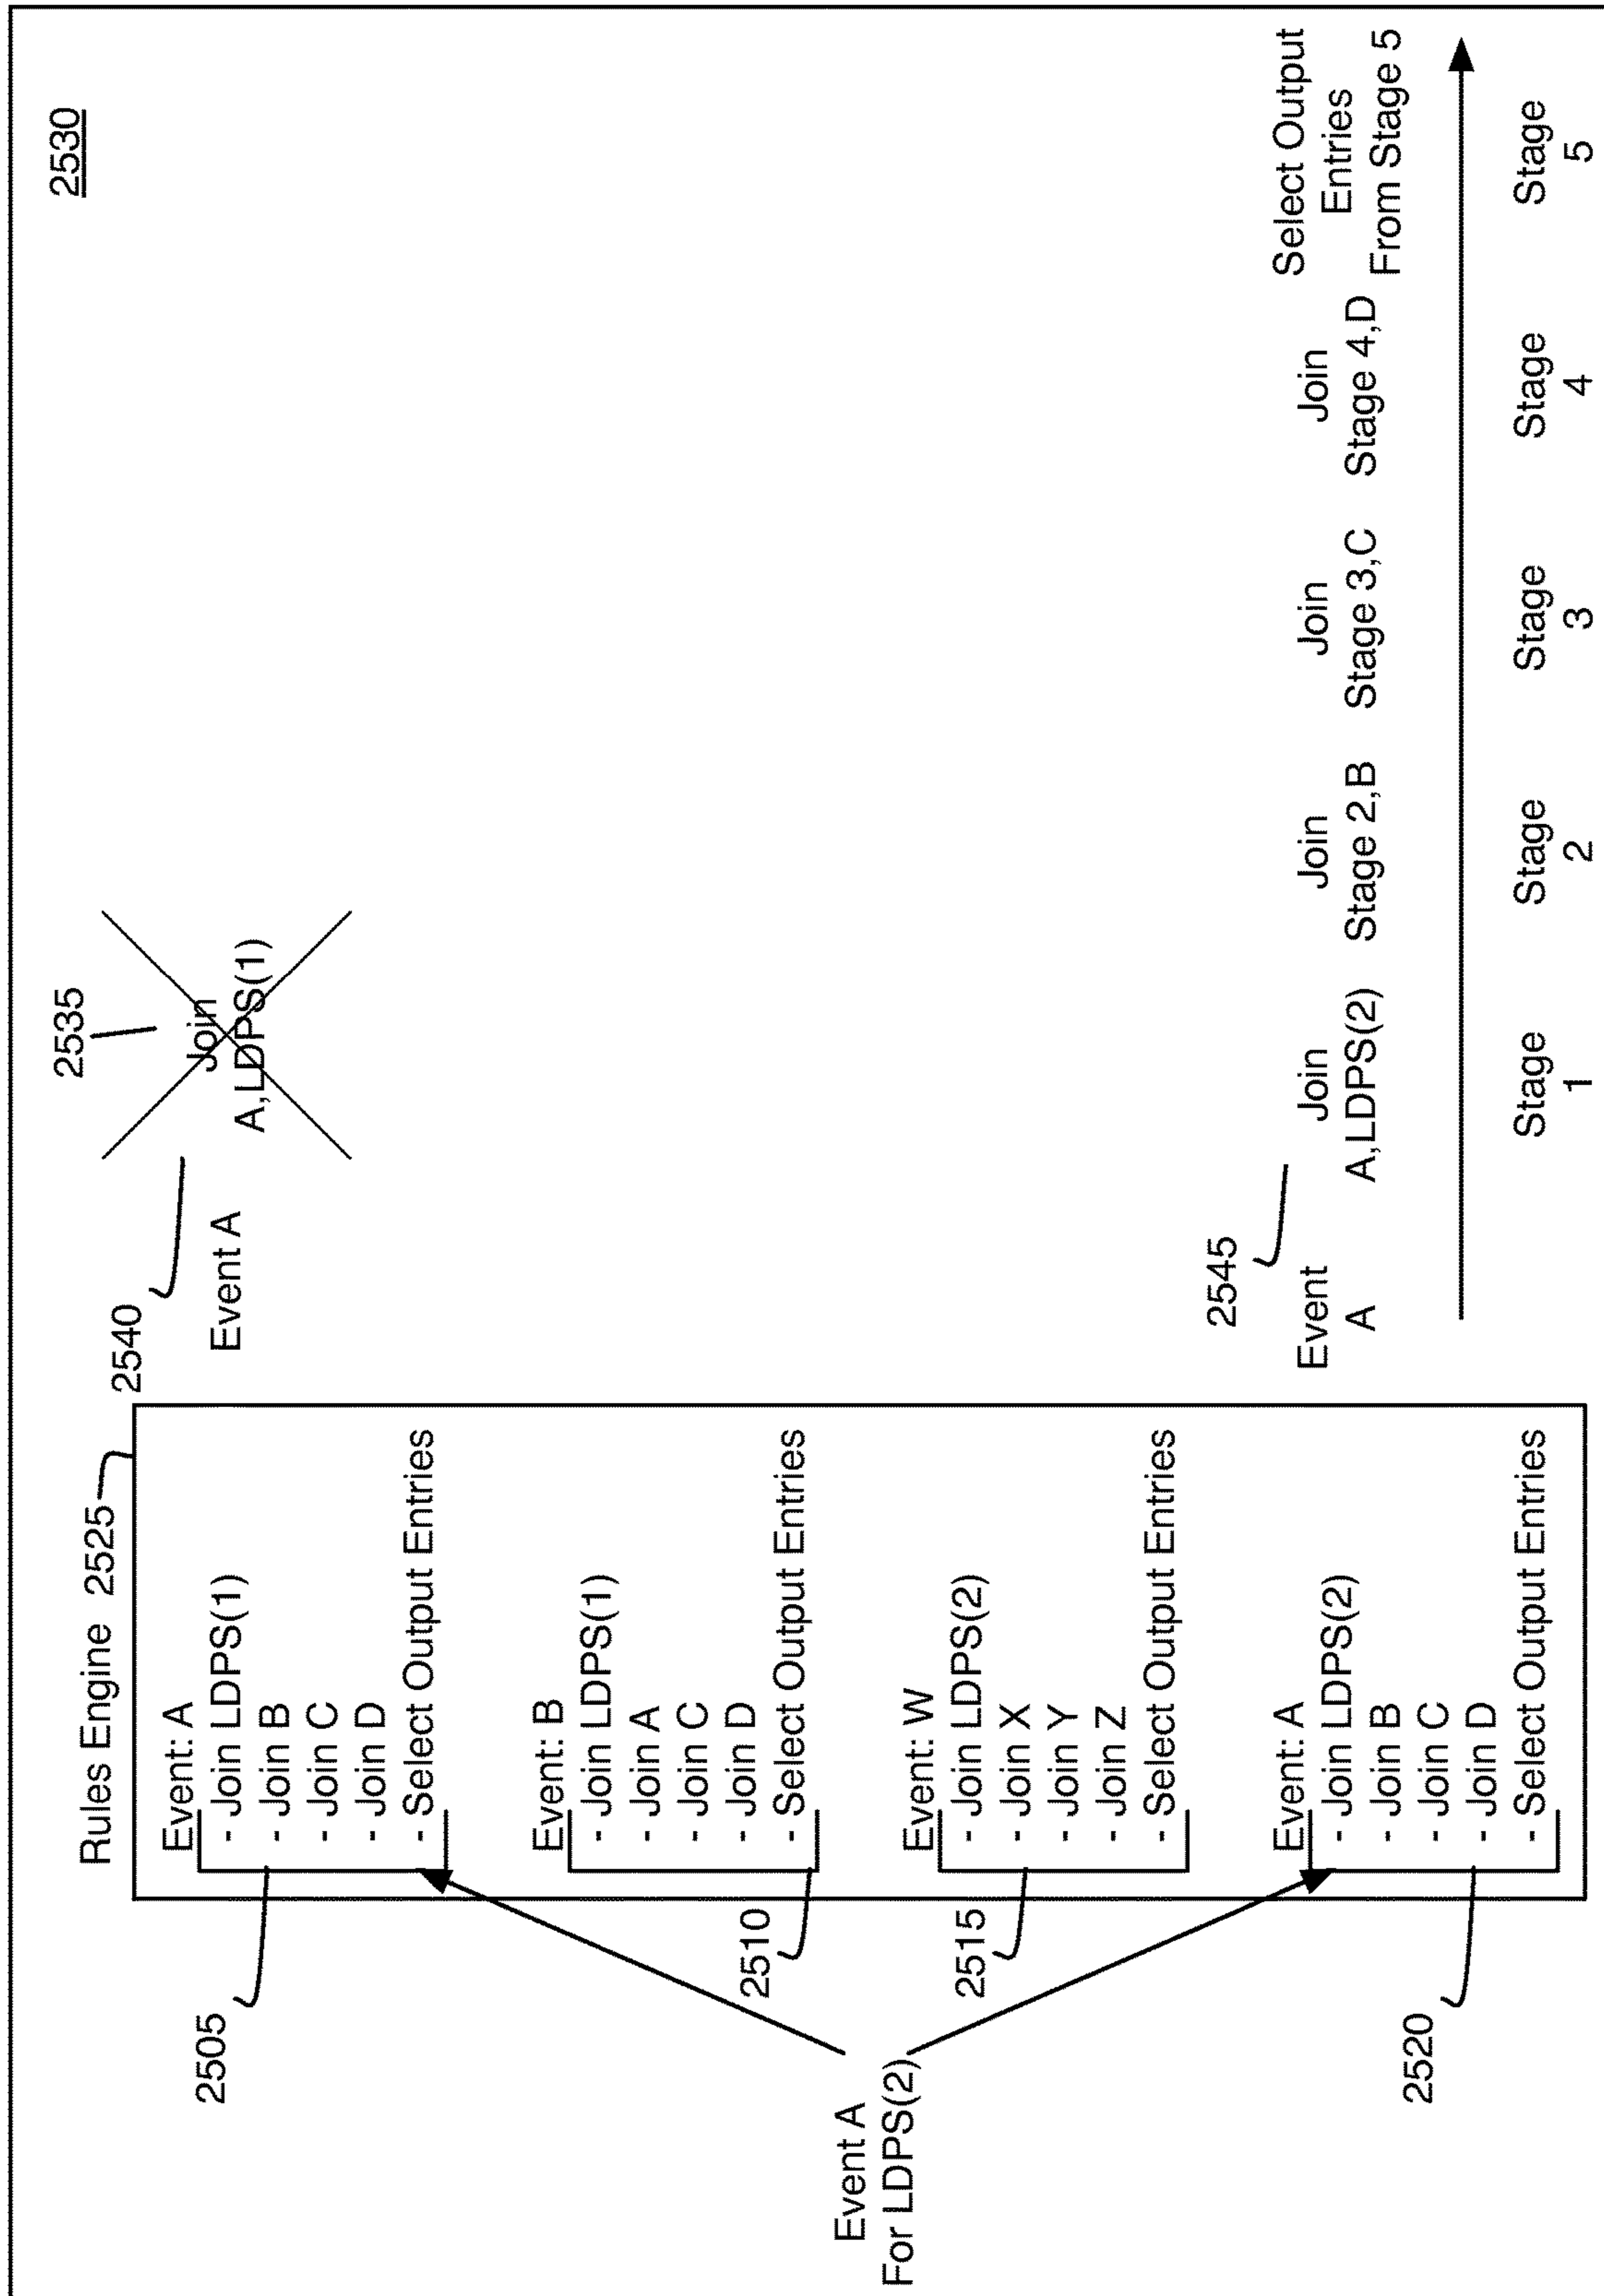 2530
Rules Engine 2525
Event: A
- Join LDPS(1)
- Join B
- Join C
- Join D
- Select Output Entries
Event: B
- Join LDPS(1)
- Join A
- Join C
- Join D
- Select Output Entries
Event: W
- Join LDPS(2)
- Join X
- Join Y
- Join Z
- Select Output Entries
Event: A
- Join LDPS(2)
- Join B
- Join C
- Join D
- Select Output Entries
2505
2510
2515
2520
Event A
For LDPS(2)
2540
2535
Event A
Join
A,LDPS(1)
2545
Event
A
Join
A,LDPS(2)
Join
Stage 2,B
Join
Stage 3,C
Join
Stage 4,D
Select Output
Entries
From Stage 5
Stage
1
Stage
2
Stage
3
Stage
4
Stage
5